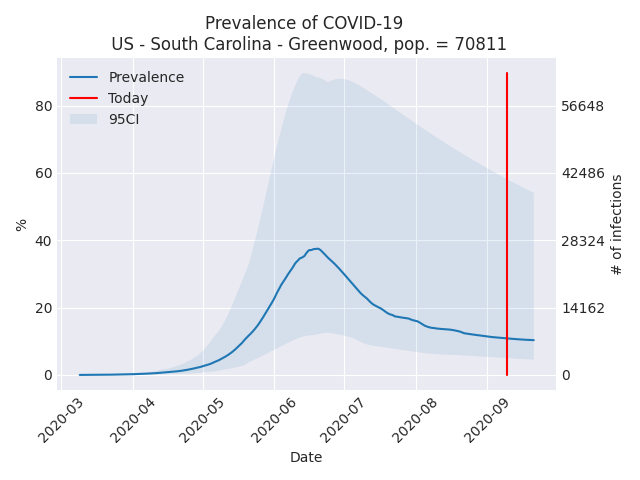 Prevalence of COVID-19
US - South Carolina - Greenwood, pop. = 70811
Prevalence
Today
95CI
80
60
40
20
0
%
56648
42486
28324
14162
0
# of infections
2020-03
2020-04
2020-05
2020-06
2020-07
2020-08
2020-09
Date